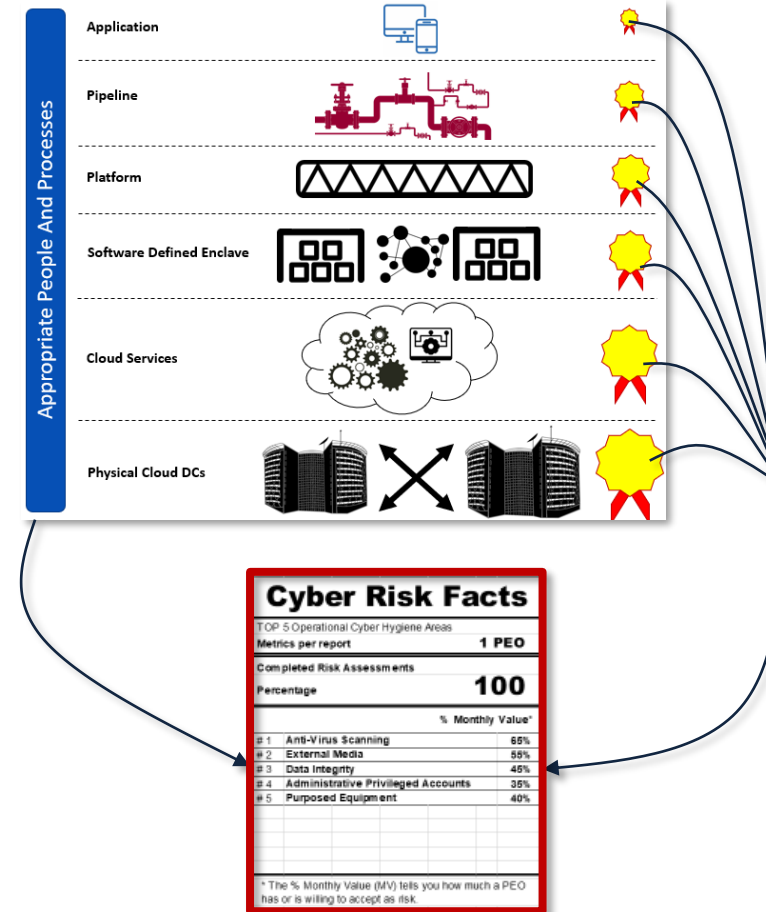 Appropriate People And Processes
Application
Pipeline
Platform
Software Defined Enclave
Cloud Services
Physical Cloud DCs
Cyber Risk Facts
TOP 5 Operational Cyber Hygiene Areas
Metrics per report 1 PEO
Completed Risk Assessments
Percentage 100
% Monthly Value*
# 1 Anti-Virus Scanning 65%
# 2 External Media 55%
# 3 Data Integrity 45%
# 4 Administrative Privileged Accounts 35%
# 5 Purposed Equipment 40%
* The % Monthly Value (MV) tells you how much a PEO
has or is willing to accept as risk.